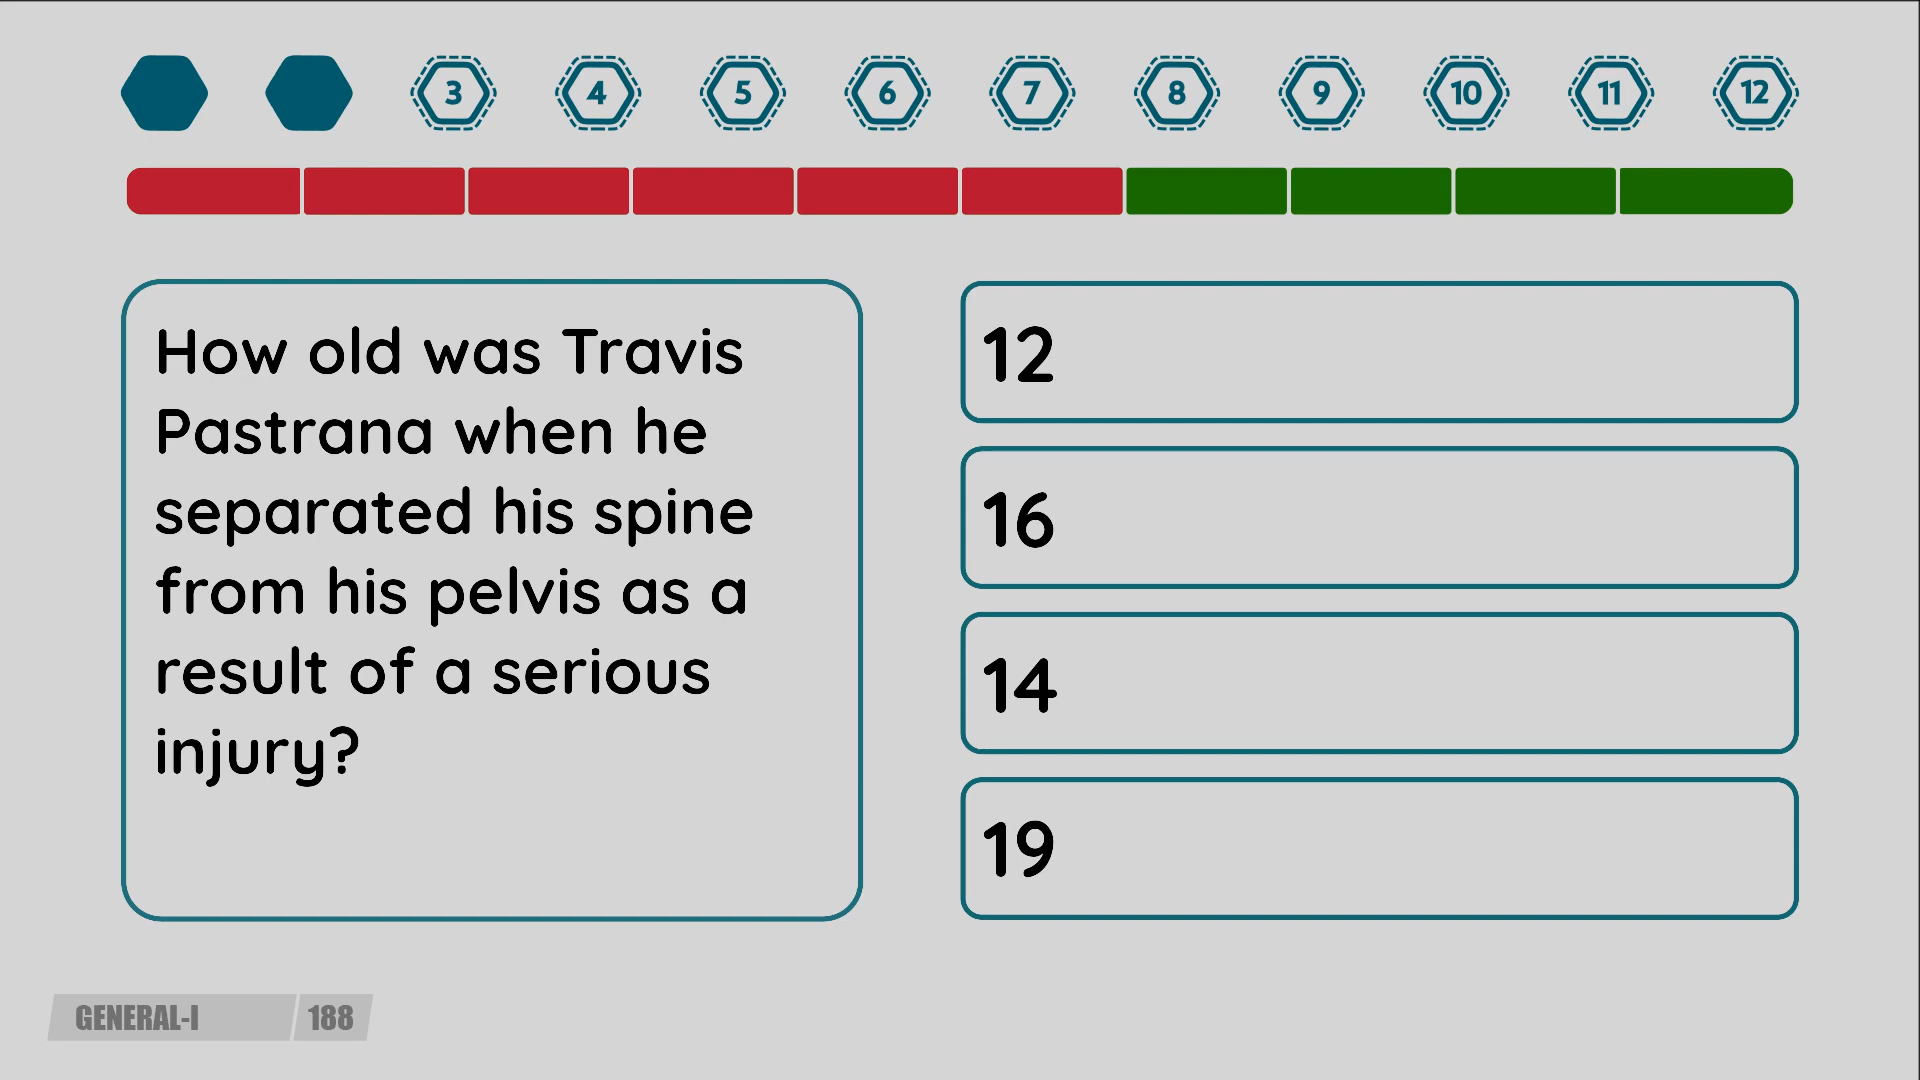 3 4 5 6 7 8 9 10 11 12
How old was Travis
Pastrana when he
separated his spine
from his pelvis as a
result of a serious
injury?
12
16
14
19
GENERAL-I 188